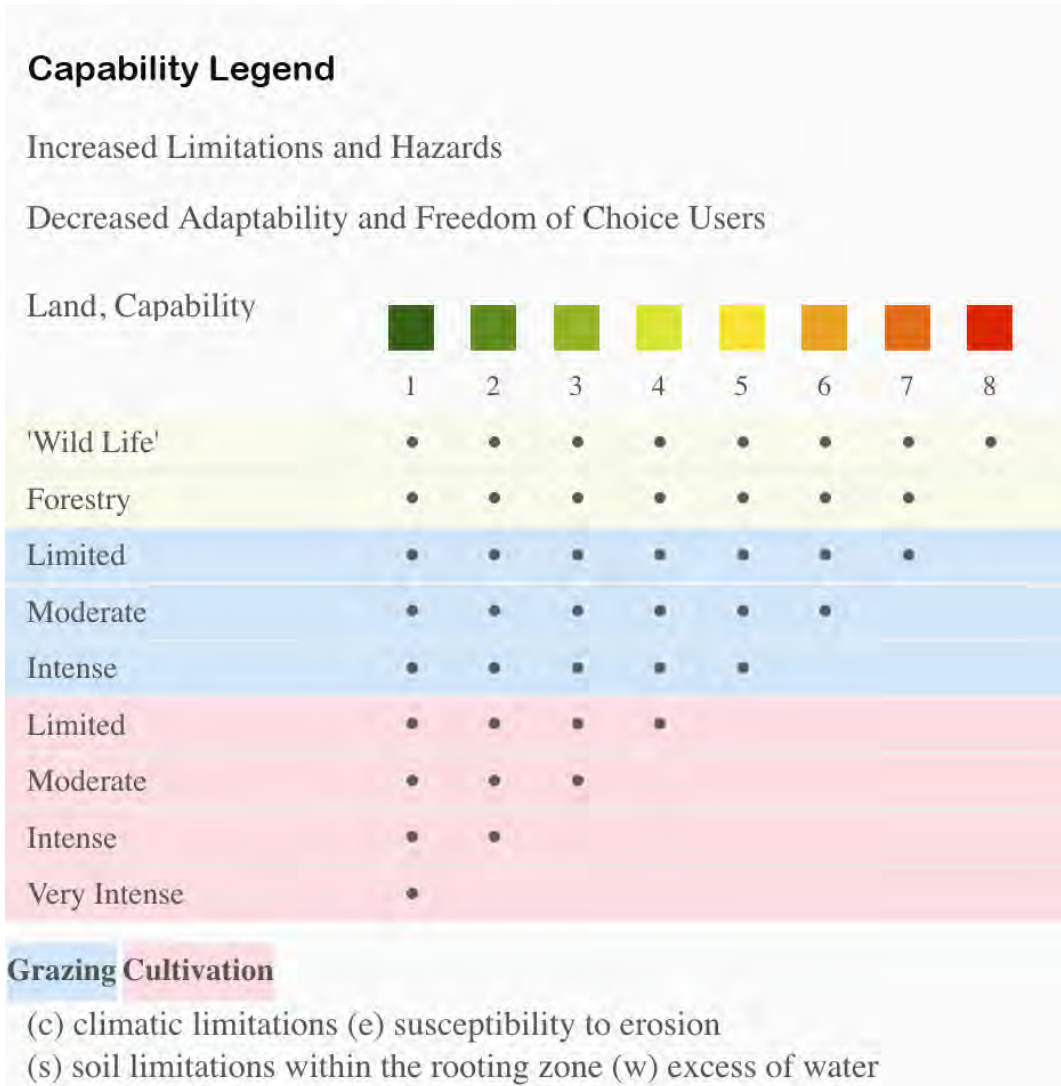 Capability Legend
Increased Limitations and Hazards
Decreased Adaptability and Freedom of Choice Users
Land, Capability
1 2 3 4 5 6 7 8
'Wild Life'
Forestry
Limited
Moderate
Intense
Limited
Moderate
Intense
Very Intense
Grazing Cultivation
(c) climatic limitations (e) susceptibility to erosion
(s) soil limitations within the rooting zone (w) excess of water